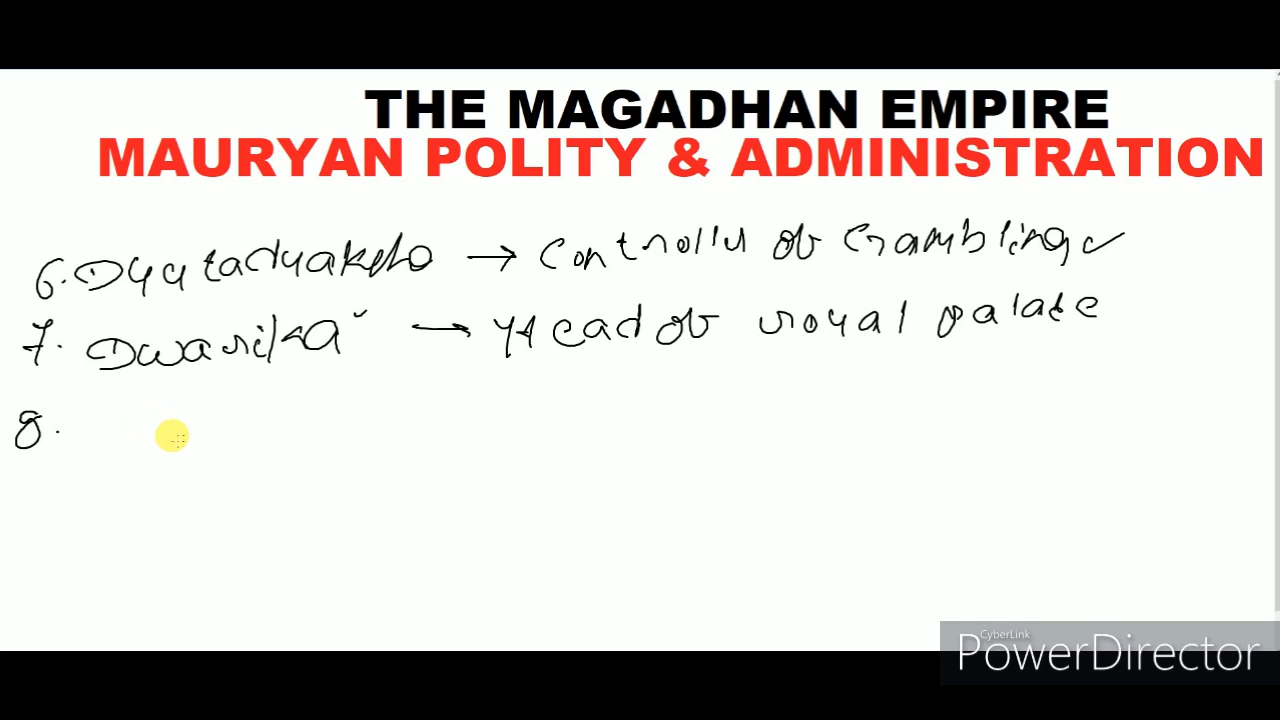 THE MAGADHAN EMPIRE
MAURYAN POLITY & ADMINISTRATION
6. → Controller of Gambling
7. Dwarika → Head of royal palace
8.
CyberLink
PowerDirector